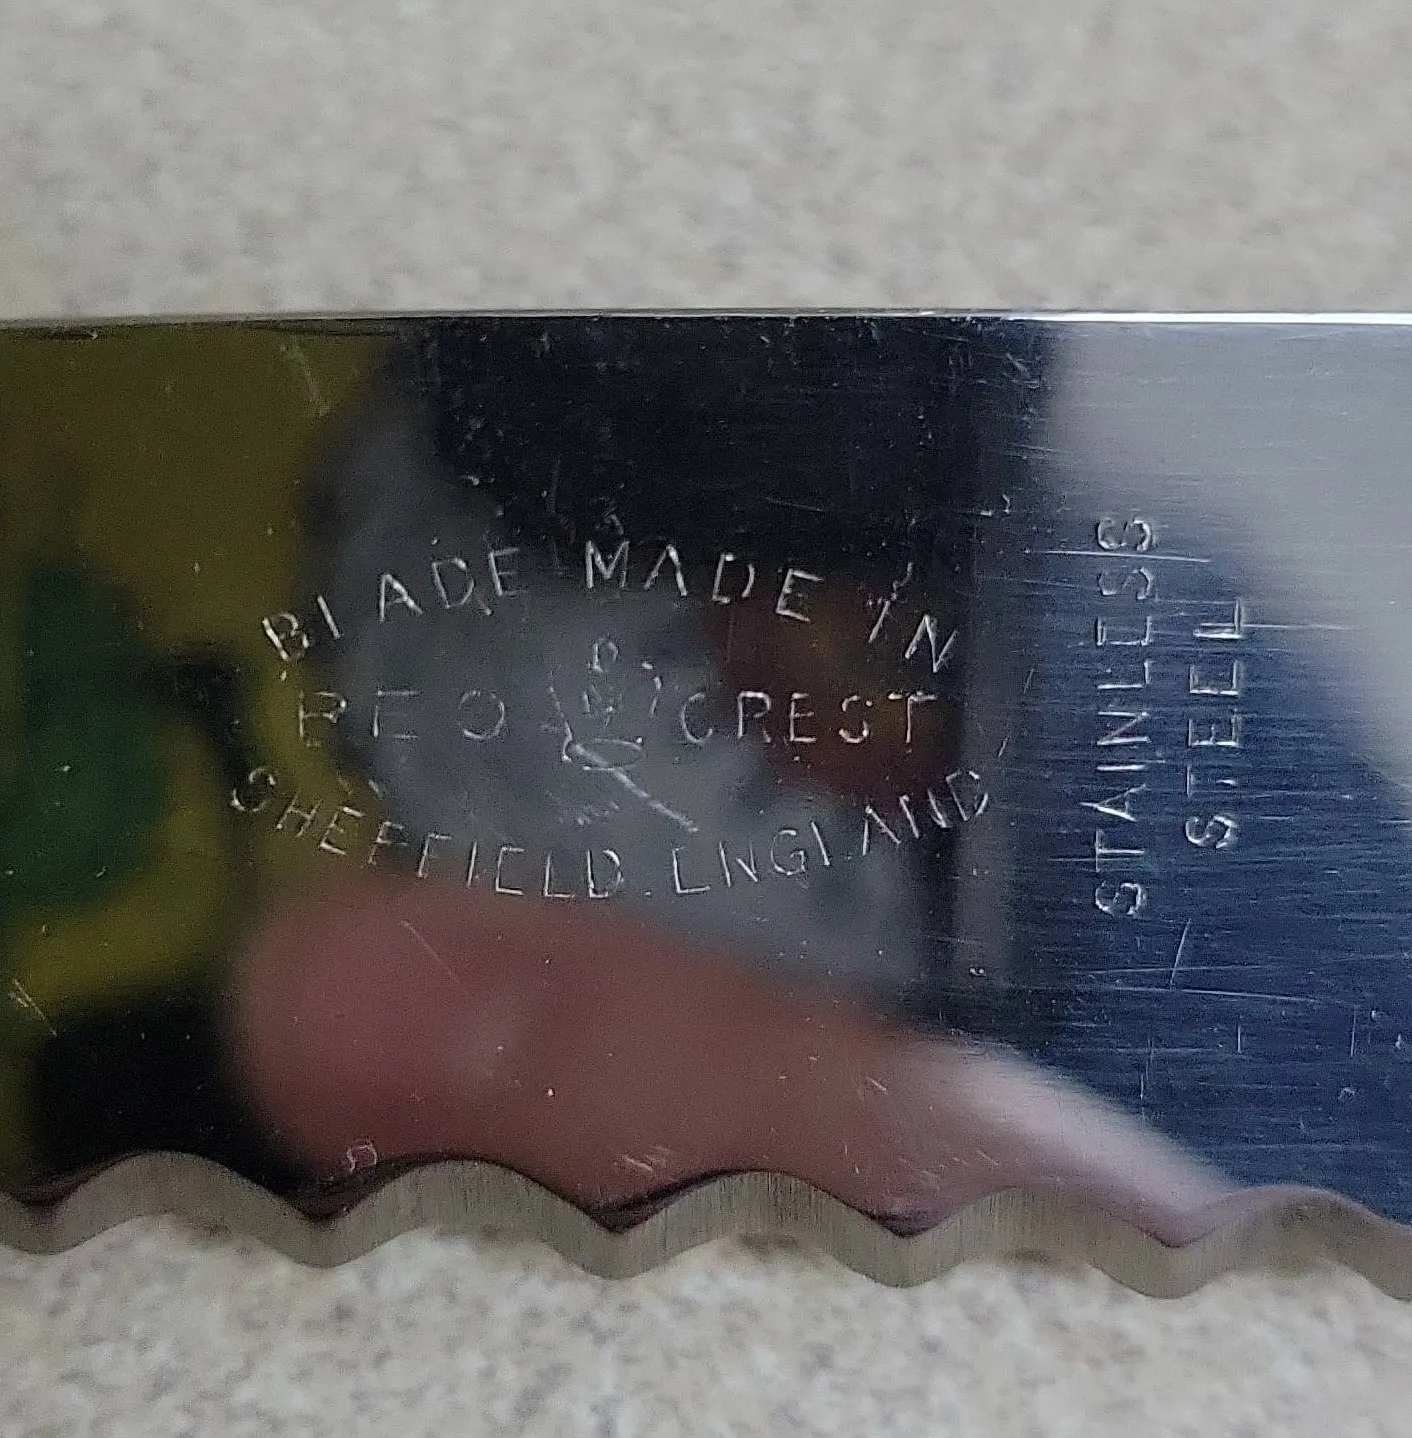 BLADE MADE IN
CREST
SHEFFIELD. ENGLAND
STAINLESS
STEEL